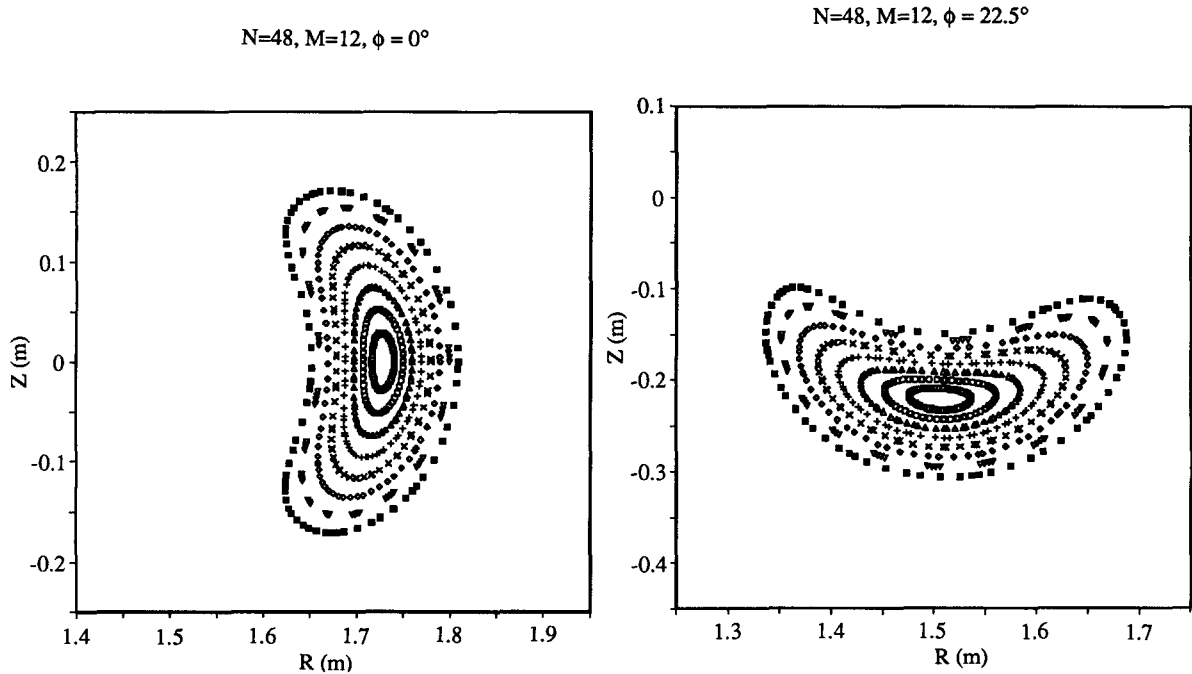 N=48, M=12, ϕ = 0°
0.2
0.1
0
-0.1
-0.2
Z (m)
1.4 1.5 1.6 1.7 1.8 1.9
R (m)
N=48, M=12, ϕ = 22.5°
0.1
0
-0.1
-0.2
-0.3
-0.4
Z (m)
1.3 1.4 1.5 1.6 1.7
R (m)